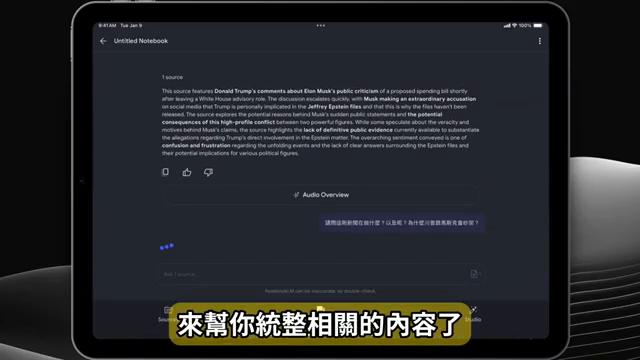 9:41 AM Tue Jan 9
100%
Untitled Notebook
1 source
This source features Donald Trump's comments about Elon Musk's public criticism of a proposed spending bill shortly
after leaving a White House advisory role. The discussion escalates quickly, with Musk making an extraordinary accusation
on social media that Trump is personally implicated in the Jeffrey Epstein files and that this is why the files haven't been
released. The source explores the potential reasons behind Musk's sudden public statements and the potential
consequences of this high-profile conflict between two powerful figures. While some speculate about the veracity and
motives behind Musk's claims, the source highlights the lack of definitive public evidence currently available to substantiate
the allegations regarding Trump's direct involvement in the Epstein matter. The overarching sentiment conveyed is one of
confusion and frustration regarding the unfolding events and the lack of clear answers surrounding the Epstein files and
their potential implications for various political figures.
Audio Overview
請問這則新聞在做什麼？以及呢？為什麼川普跟馬斯克會吵架？
Ask 1 source...
NotebookLM can be inaccurate, so double-check.
來幫你統整相關的內容了
Studio